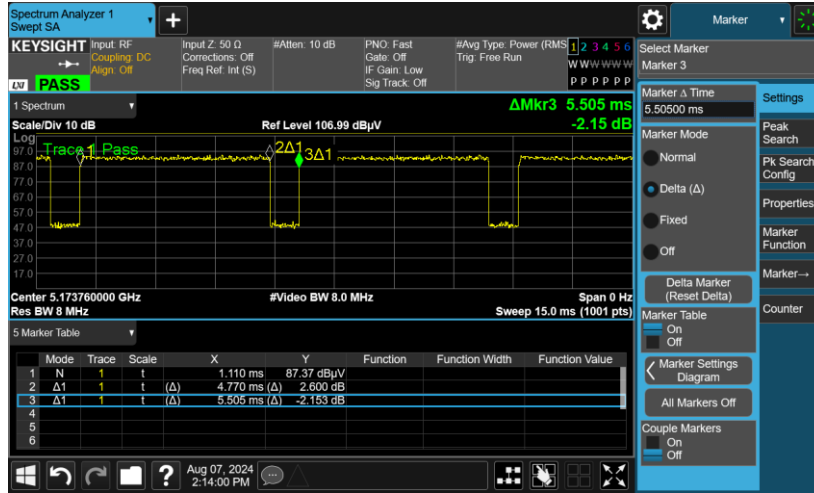 Spectrum Analyzer 1
Swept SA
Marker
KEYSIGHT
Input: RF
Coupling: DC
Align: Off
Input Z: 50 Ω
Corrections: Off
Freq Ref: Int (S)
#Atten: 10 dB
PNO: Fast
Gate: Off
IF Gain: Low
Sig Track: Off
#Avg Type: Power (RMS
Trig: Free Run
1 2 3 4 5 6
W W W W W W
P P P P P P
LXI PASS
Select Marker
Marker 3
1 Spectrum
ΔMkr3 5.505 ms
-2.15 dB
Scale/Div 10 dB
Ref Level 106.99 dBµV
Log
Trace 1 Pass
1
2Δ1
3Δ1
97.0
87.0
77.0
67.0
57.0
47.0
37.0
27.0
17.0
Center 5.173760000 GHz
#Video BW 8.0 MHz
Span 0 Hz
Res BW 8 MHz
Sweep 15.0 ms (1001 pts)
5 Marker Table
Mode Trace Scale X Y Function Function Width Function Value
1 N 1 t 1.110 ms 87.37 dBµV
2 Δ1 1 t (Δ) 4.770 ms (Δ) 2.600 dB
3 Δ1 1 t (Δ) 5.505 ms (Δ) -2.153 dB
4
5
6
Marker Δ Time
5.50500 ms
Marker Mode
Normal
Delta (Δ)
Fixed
Off
Delta Marker
(Reset Delta)
Marker Table
On
Off
Marker Settings
Diagram
All Markers Off
Couple Markers
On
Off
Settings
Peak
Search
Pk Search
Config
Properties
Marker
Function
Marker→
Counter
?
Aug 07, 2024
2:14:00 PM